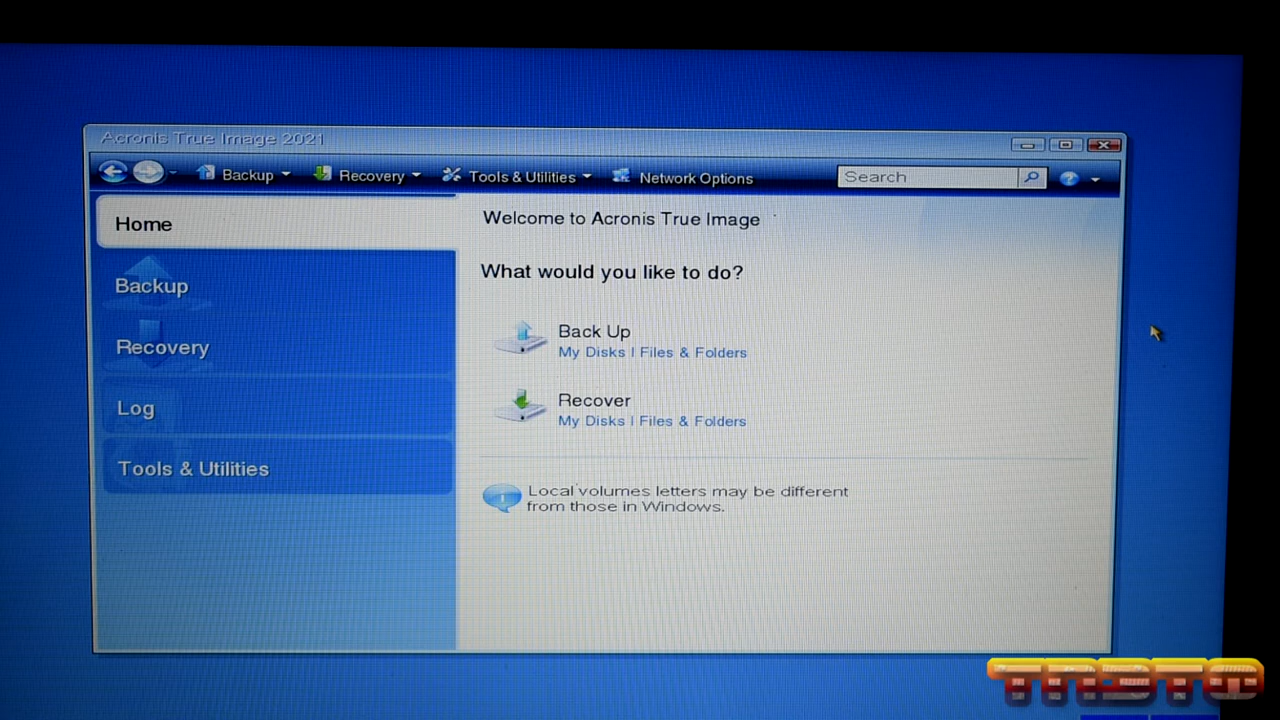 Acronis True Image 2021
Backup Recovery Tools & Utilities Network Options Search
Home
Backup
Recovery
Log
Tools & Utilities
Welcome to Acronis True Image
What would you like to do?
Back Up
My Disks | Files & Folders
Recover
My Disks | Files & Folders
Local volumes letters may be different
from those in Windows.